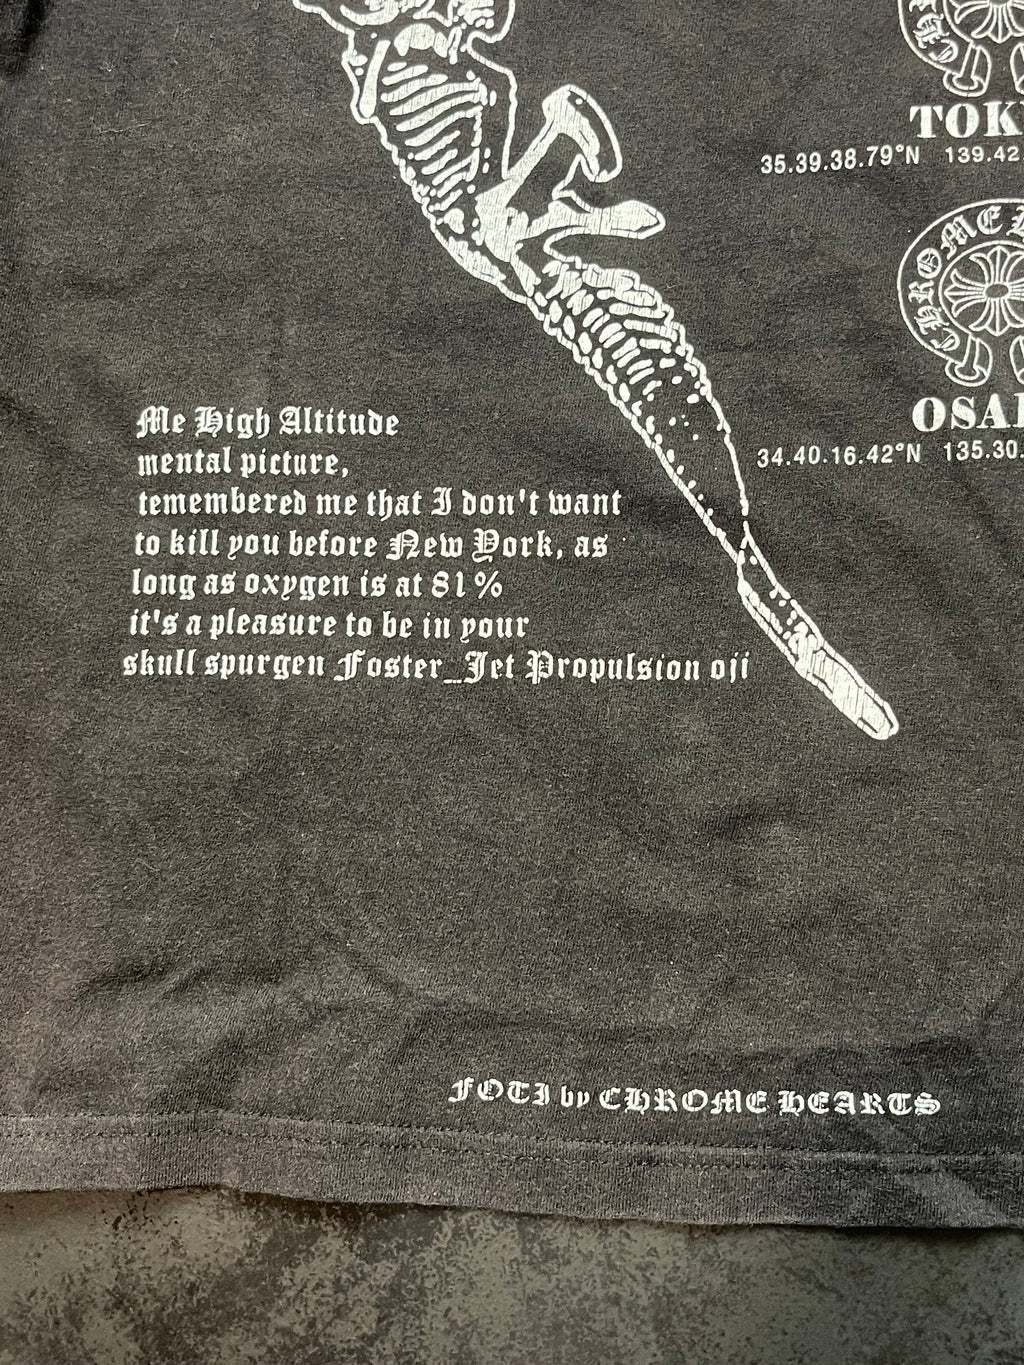 TOK
35.39.38.79°N 139.42
CHROME
OSA
34.40.16.42°N 135.30.
Me High Altitude
mental picture,
temembered me that I don't want
to kill you before New York, as
long as oxygen is at 81%
it's a pleasure to be in your
skull spurgen Foster_Jet Propulsion oji
FOTI by CHROME HEARTS